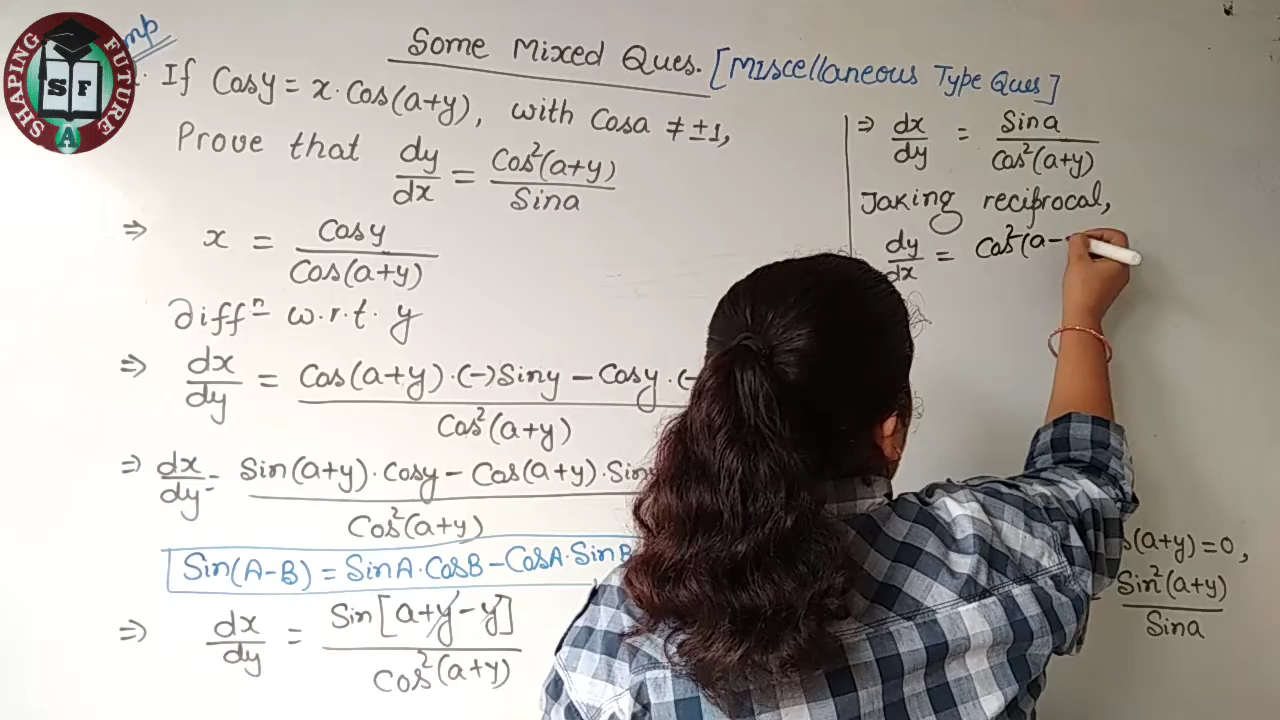 SHAPING FUTURE
S F
A
Imp
Some Mixed Ques. [Miscellaneous Type Ques]
If Cosy = x·Cos(a+y), with Cosa ≠ ±1,
Prove that dy/dx = Cos²(a+y)/Sina
⇒ x = Cosy/Cos(a+y)
Diffⁿ w.r.t. y
⇒ dx/dy = Cos(a+y)·(-)Siny - Cosy·(-/Cos²(a+y)
⇒ dx/dy = Sin(a+y)·Cosy - Cos(a+y)·Siny/Cos²(a+y)
Sin(A-B) = SinA·CosB - CosA·SinB
⇒ dx/dy = Sin[a+y-y]/Cos²(a+y)
⇒ dx/dy = Sina/Cos²(a+y)
Taking reciprocal,
dy/dx = Cos²(a
(a+y) = 0,
Sin²(a+y)/Sina